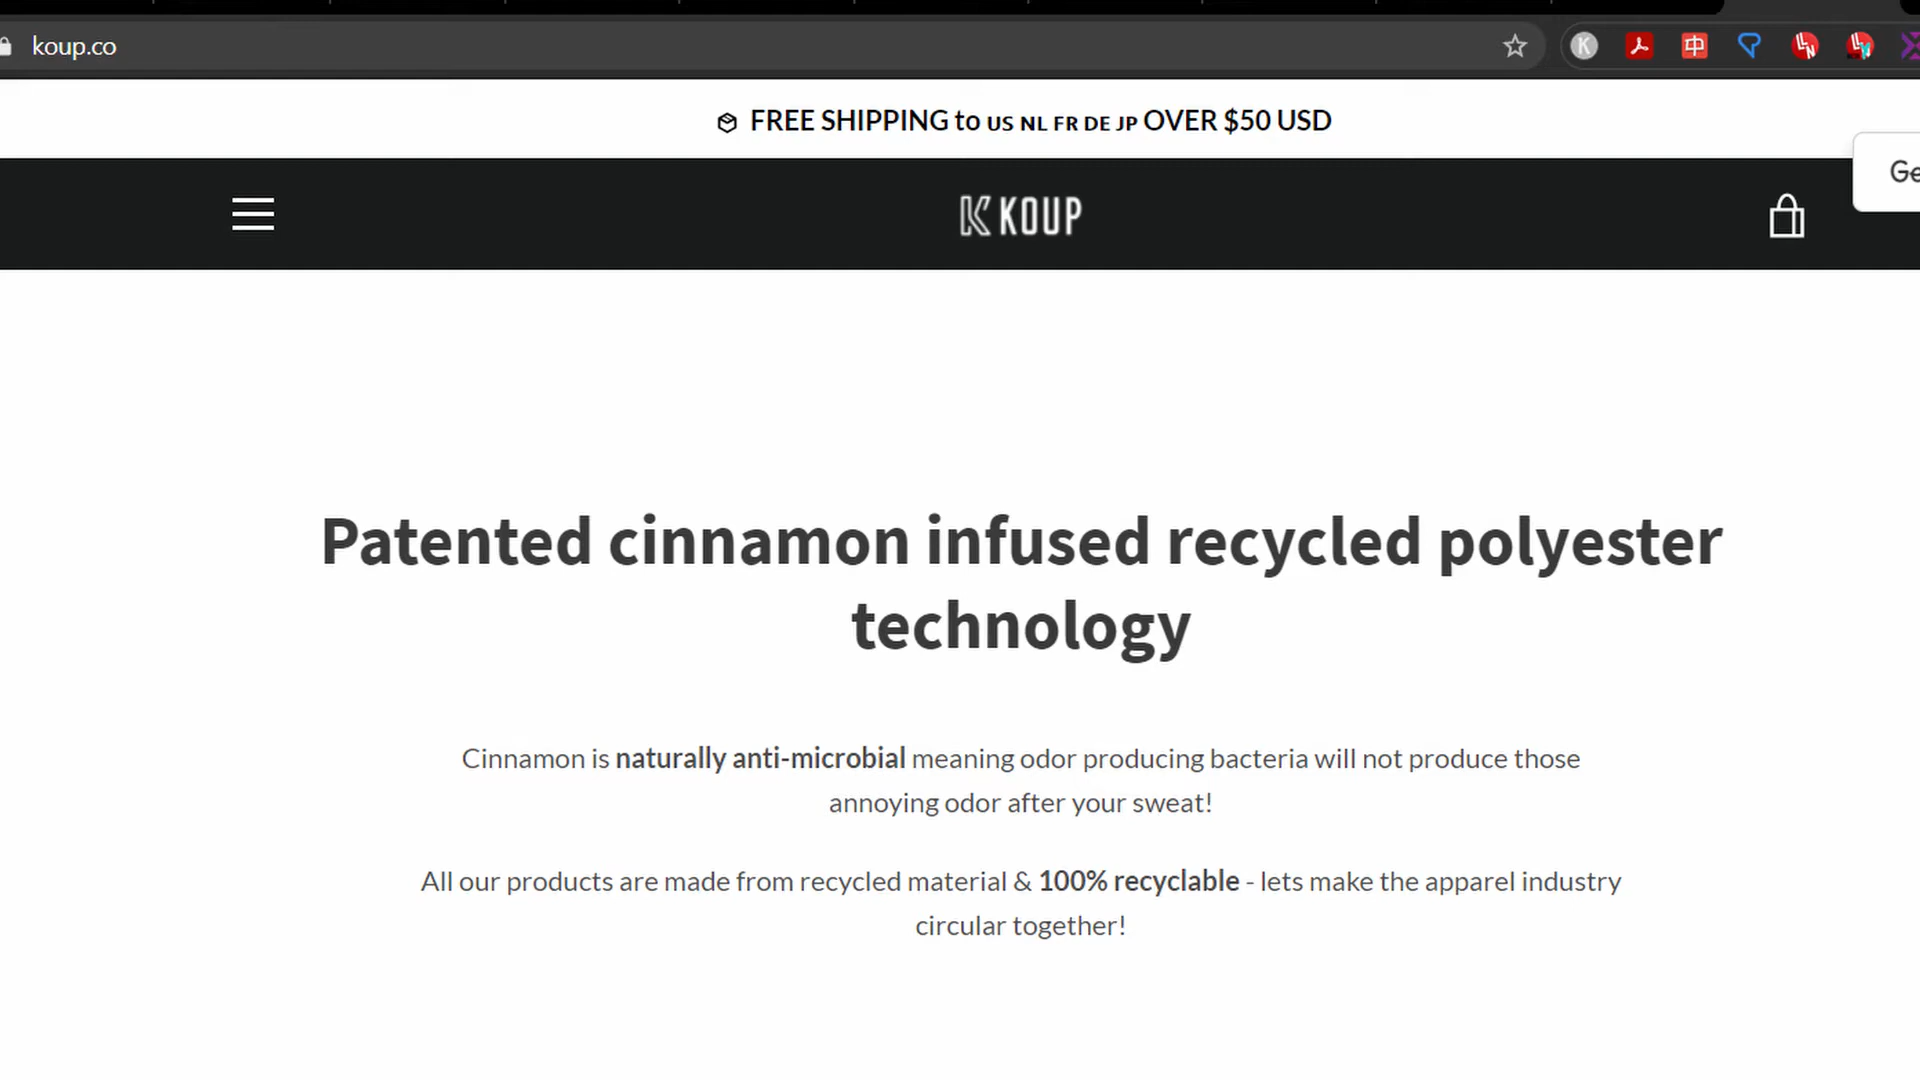 koup.co
K
中
FREE SHIPPING to US NL FR DE JP OVER $50 USD
Ge
KOUP
Patented cinnamon infused recycled polyester
technology
Cinnamon is naturally anti-microbial meaning odor producing bacteria will not produce those
annoying odor after your sweat!
All our products are made from recycled material & 100% recyclable - lets make the apparel industry
circular together!